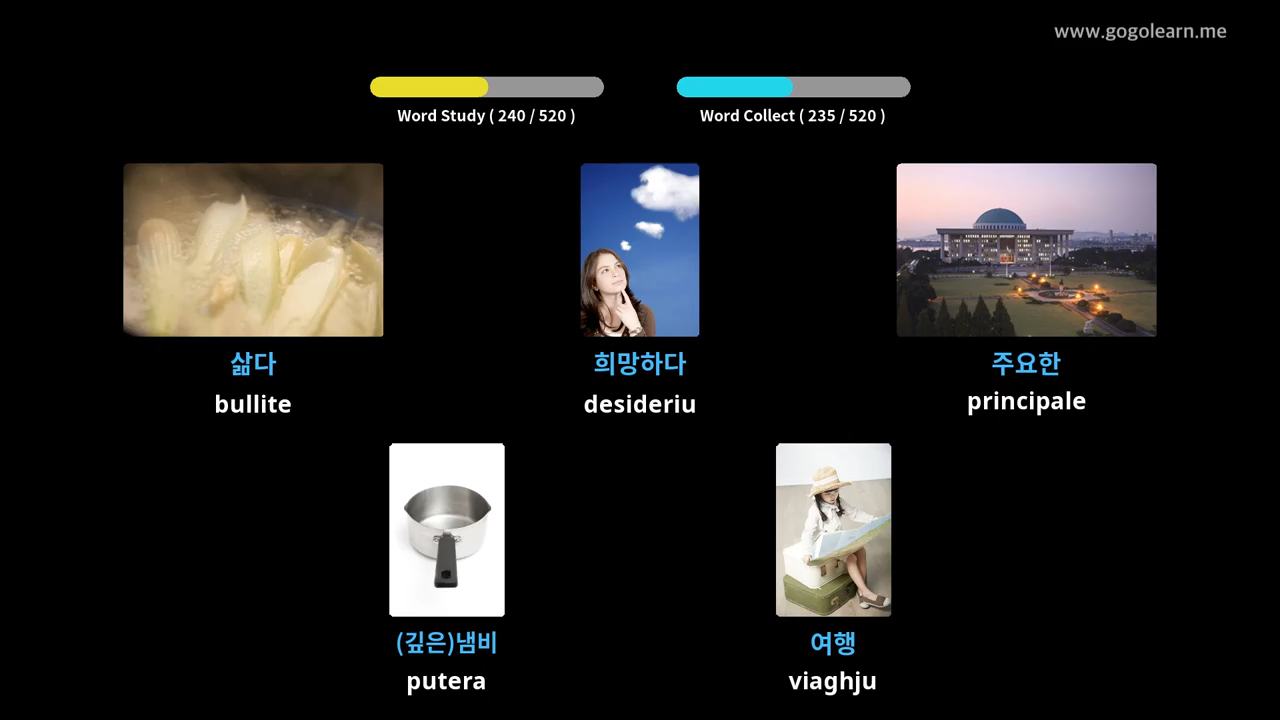 www.gogolearn.me
Word Study ( 240 / 520 )
Word Collect ( 235 / 520 )
삶다
bullite
희망하다
desideriu
주요한
principale
(깊은)냄비
putera
여행
viaghju